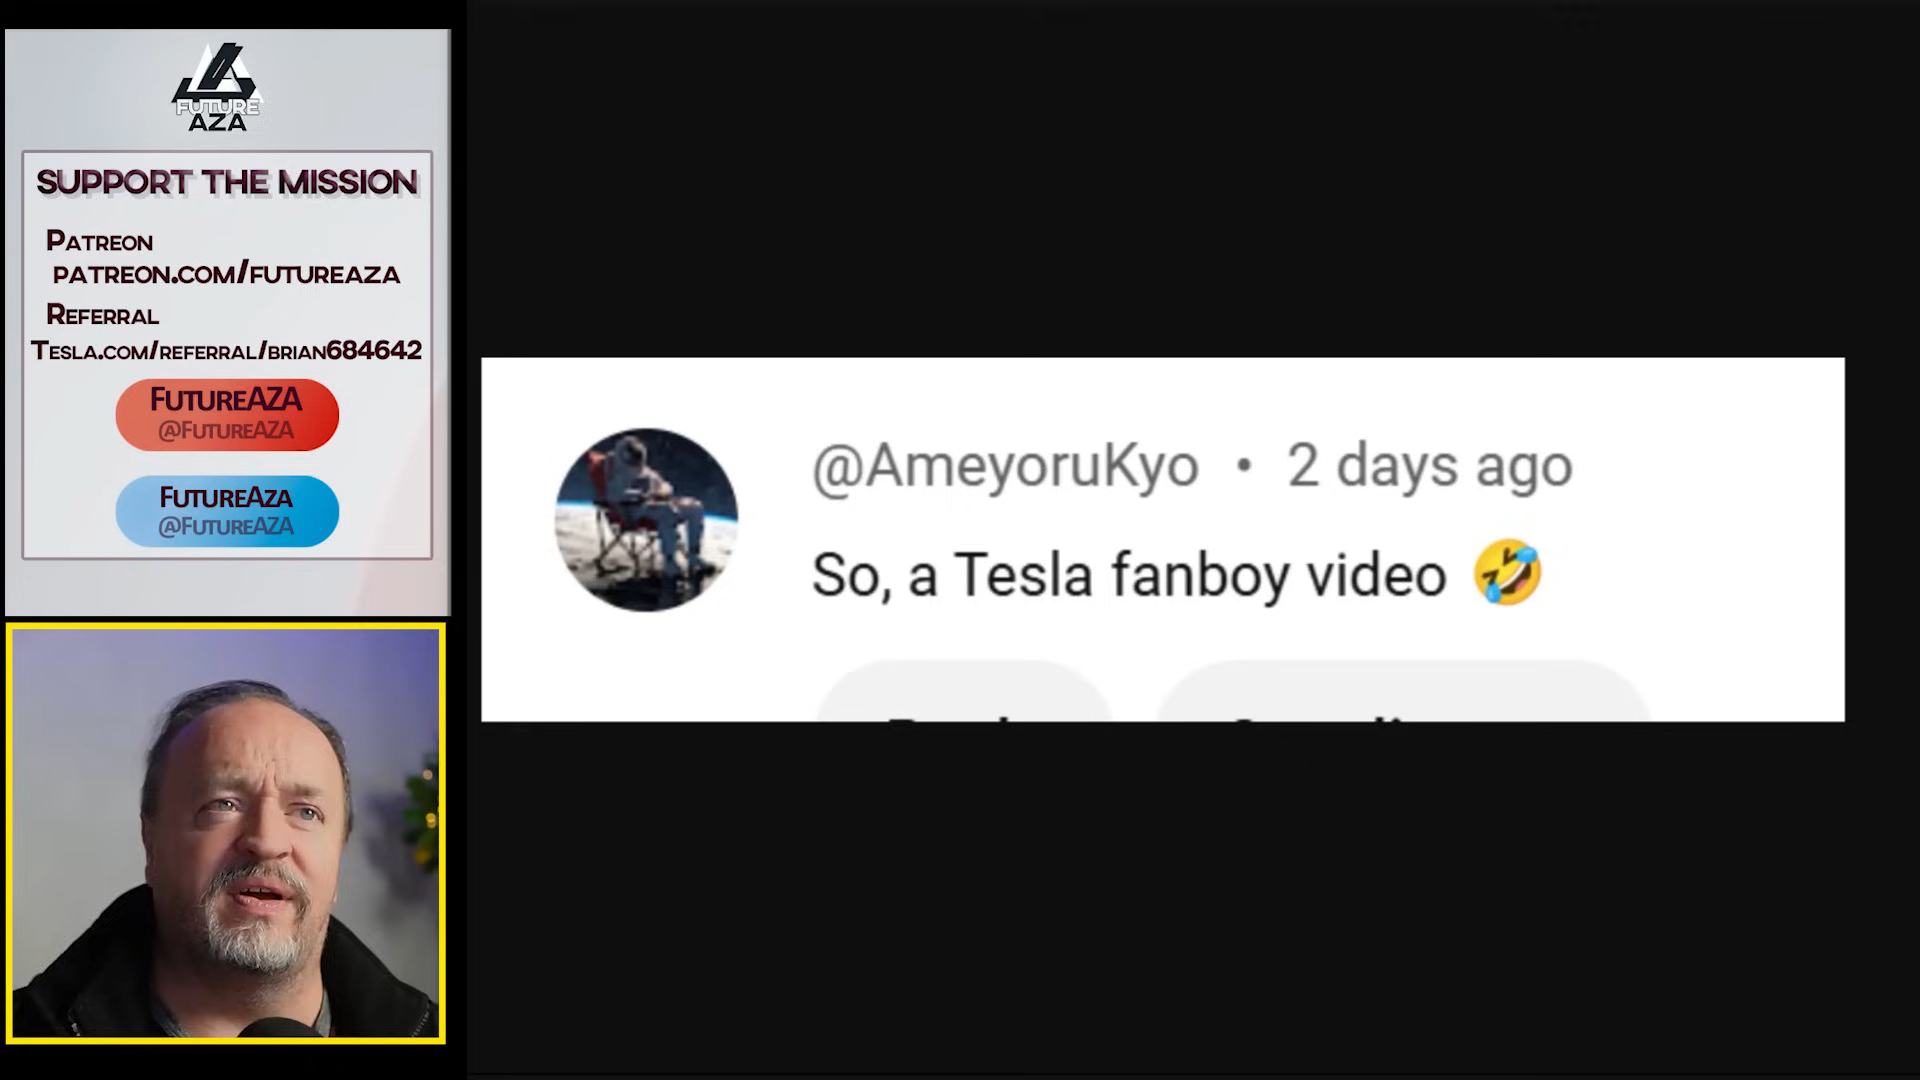 FUTURE
AZA
SUPPORT THE MISSION
PATREON
PATREON.COM/FUTUREAZA
REFERRAL
TESLA.COM/REFERRAL/BRIAN684642
FUTUREAZA
@FUTUREAZA
FUTUREAZA
@FUTUREAZA
@AmeyoruKyo • 2 days ago
So, a Tesla fanboy video 🤣